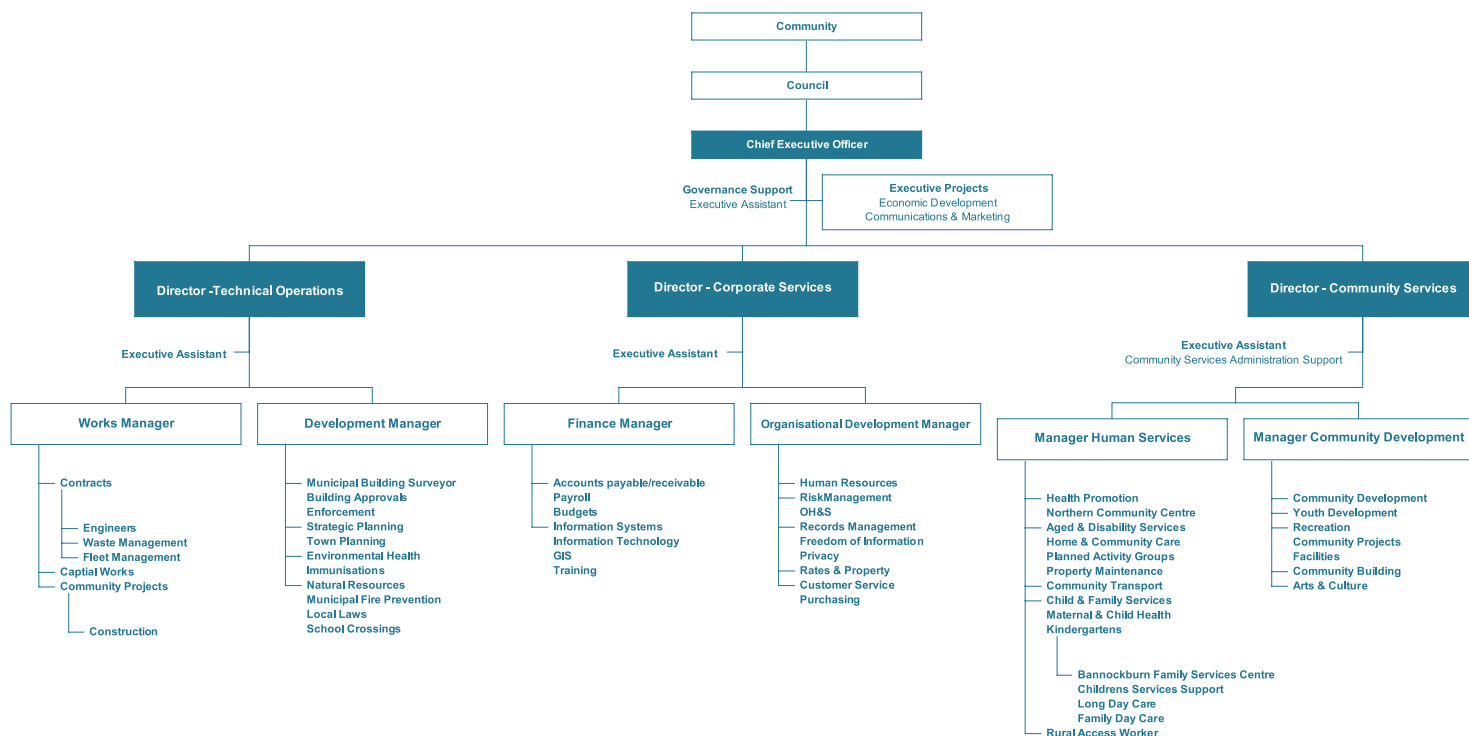 Community
Council
Chief Executive Officer
Governance Support
Executive Assistant
Executive Projects
Economic Development
Communications & Marketing
Director -Technical Operations
Director - Corporate Services
Director - Community Services
Executive Assistant
Executive Assistant
Executive Assistant
Community Services Administration Support
Works Manager
Contracts
Engineers
Waste Management
Fleet Management
Captial Works
Community Projects
Construction
Development Manager
Municipal Building Surveyor
Building Approvals
Enforcement
Strategic Planning
Town Planning
Environmental Health
Immunisations
Natural Resources
Municipal Fire Prevention
Local Laws
School Crossings
Finance Manager
Accounts payable/receivable
Payroll
Budgets
Information Systems
Information Technology
GIS
Training
Organisational Development Manager
Human Resources
RiskManagement
OH&S
Records Management
Freedom of Information
Privacy
Rates & Property
Customer Service
Purchasing
Manager Human Services
Health Promotion
Northern Community Centre
Aged & Disability Services
Home & Community Care
Planned Activity Groups
Property Maintenance
Community Transport
Child & Family Services
Maternal & Child Health
Kindergartens
Bannockburn Family Services Centre
Childrens Services Support
Long Day Care
Family Day Care
Rural Access Worker
Manager Community Development
Community Development
Youth Development
Recreation
Community Projects
Facilities
Community Building
Arts & Culture